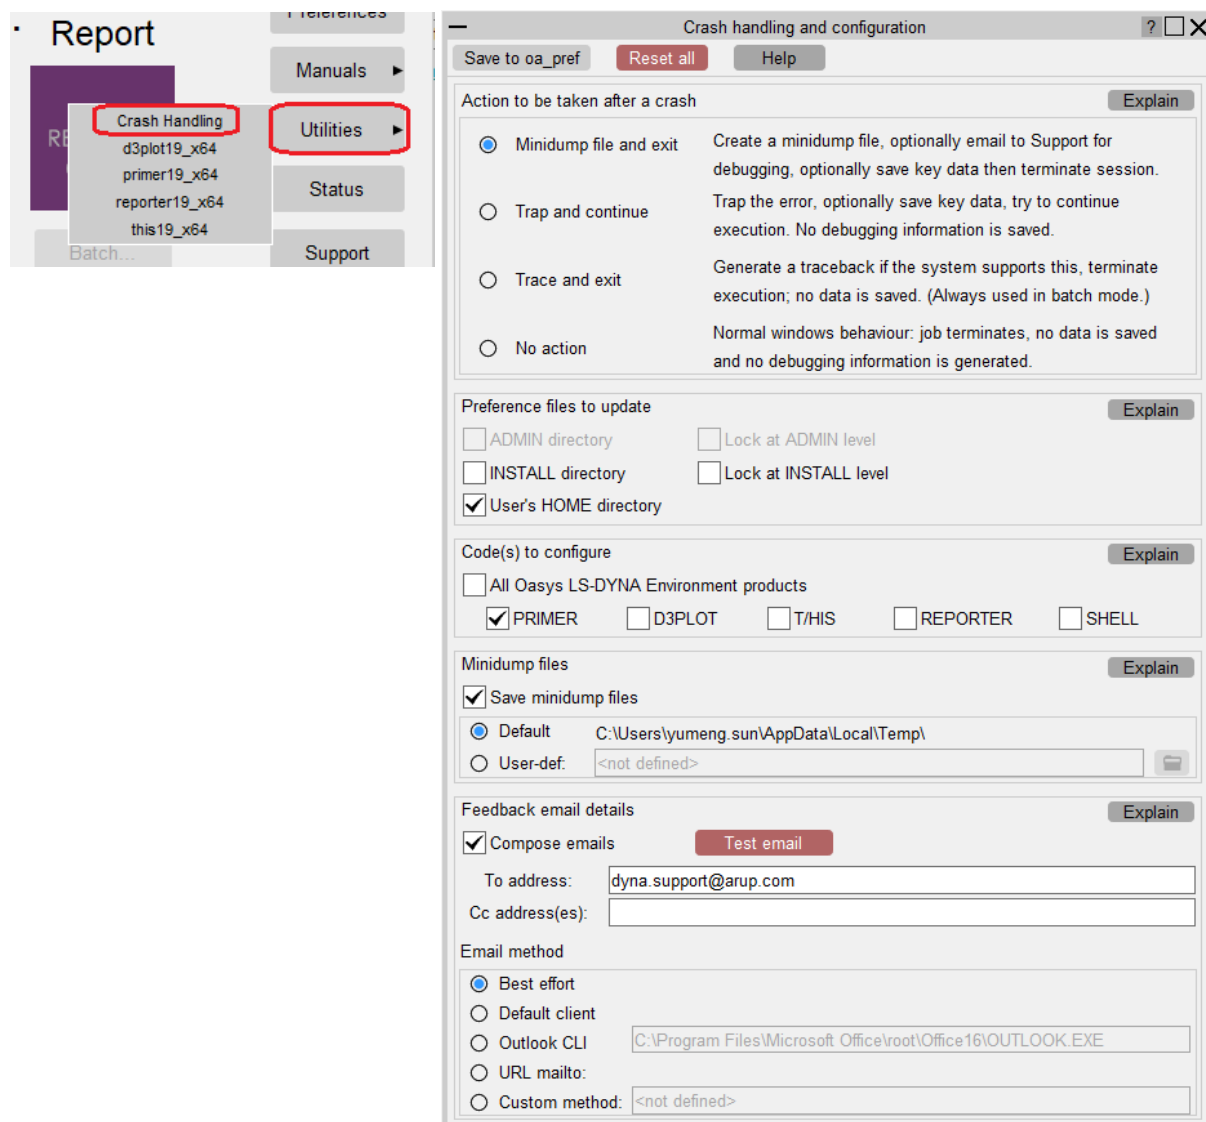 Report
Preferences
Manuals
RE
Crash Handling
Utilities
d3plot19_x64
primer19_x64
reporter19_x64
Status
this19_x64
Batch...
Support
Crash handling and configuration
?
Save to oa_pref Reset all Help
Action to be taken after a crash Explain
Minidump file and exit Create a minidump file, optionally email to Support for
debugging, optionally save key data then terminate session.
Trap and continue Trap the error, optionally save key data, try to continue
execution. No debugging information is saved.
Trace and exit Generate a traceback if the system supports this, terminate
execution; no data is saved. (Always used in batch mode.)
No action Normal windows behaviour: job terminates, no data is saved
and no debugging information is generated.
Preference files to update Explain
ADMIN directory Lock at ADMIN level
INSTALL directory Lock at INSTALL level
User's HOME directory
Code(s) to configure Explain
All Oasys LS-DYNA Environment products
PRIMER D3PLOT T/HIS REPORTER SHELL
Minidump files Explain
Save minidump files
Default C:\Users\yumeng.sun\AppData\Local\Temp\
User-def: <not defined>
Feedback email details Explain
Compose emails Test email
To address: dyna.support@arup.com
Cc address(es):
Email method
Best effort
Default client
Outlook CLI C:\Program Files\Microsoft Office\root\Office16\OUTLOOK.EXE
URL mailto:
Custom method: <not defined>